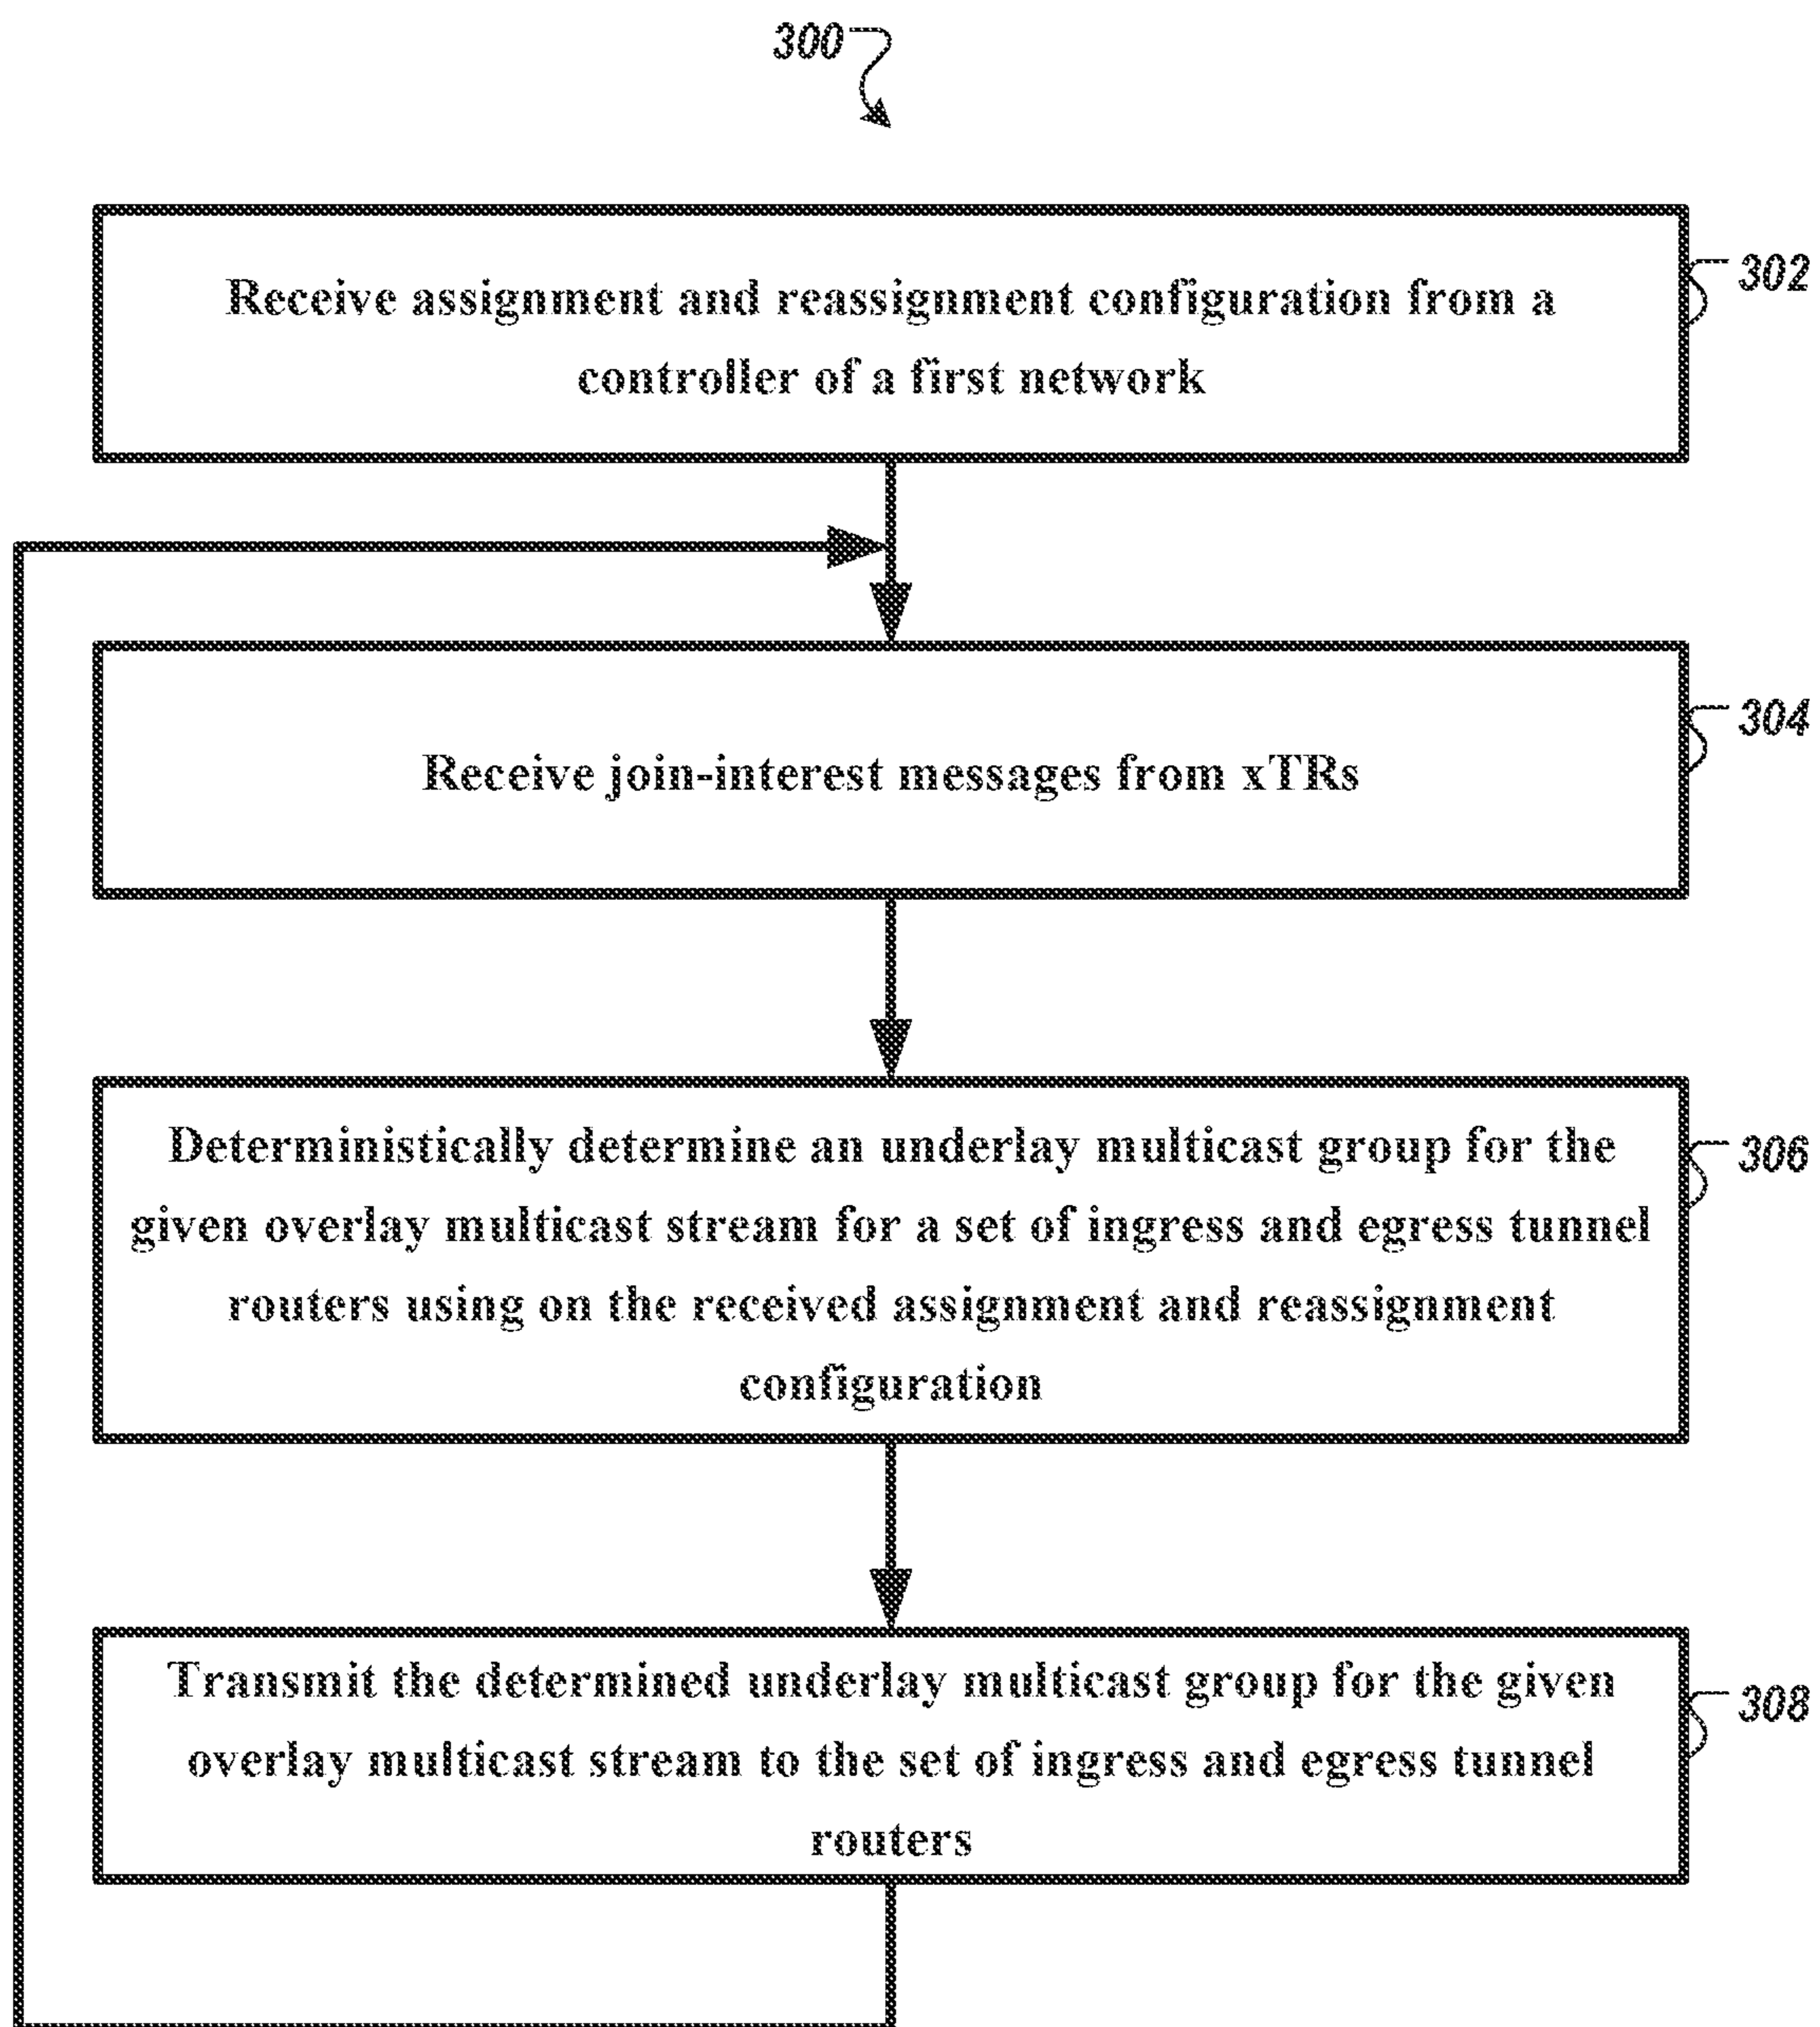 300
Receive assignment and reassignment configuration from a
controller of a first network
302
Receive join-interest messages from xTRs
304
Deterministically determine an underlay multicast group for the
given overlay multicast stream for a set of ingress and egress tunnel
routers using on the received assignment and reassignment
configuration
306
Transmit the determined underlay multicast group for the given
overlay multicast stream to the set of ingress and egress tunnel
routers
308